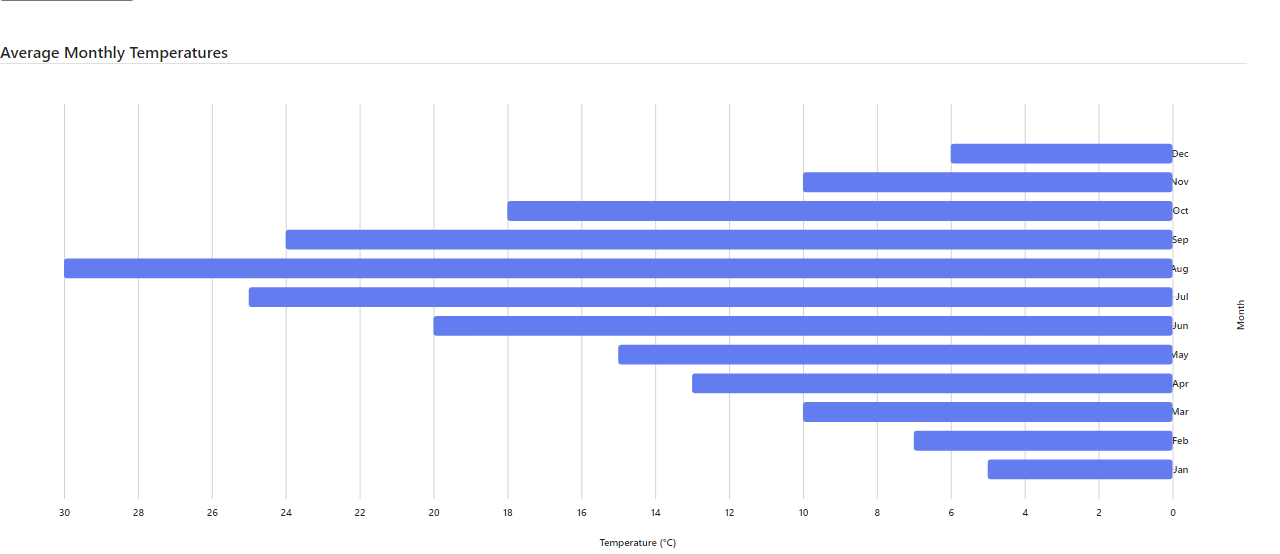 Average Monthly Temperatures
Dec
Nov
Oct
Sep
Aug
Jul
Jun
May
Apr
Mar
Feb
Jan
Month
30 28 26 24 22 20 18 16 14 12 10 8 6 4 2 0
Temperature (°C)